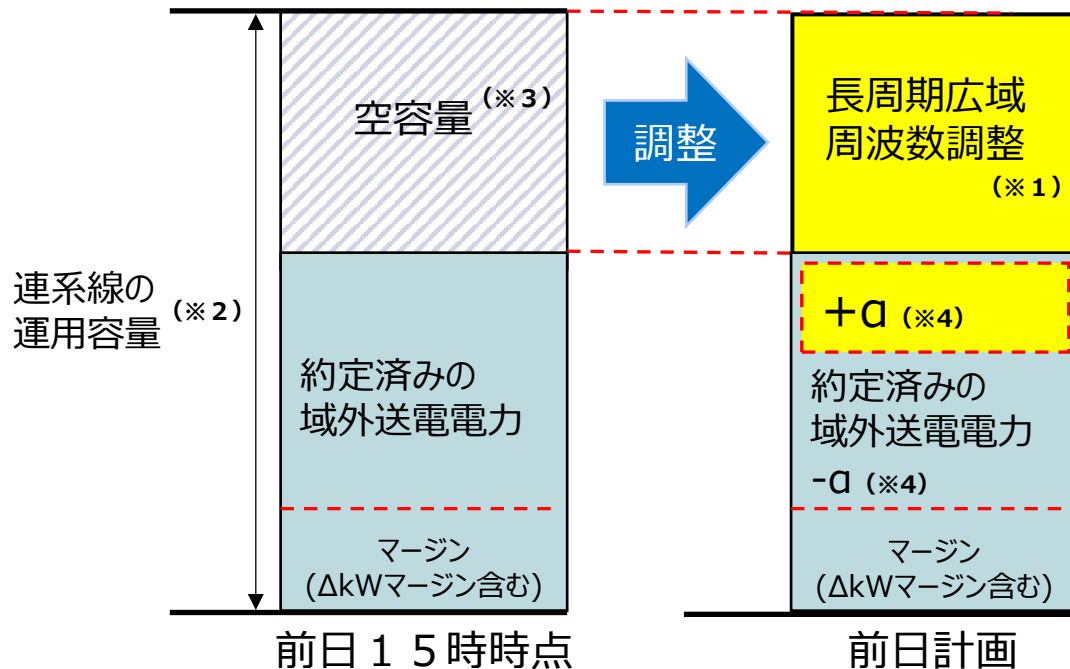 連系線の
運用容量
（※２）
空容量（※３）
約定済みの
域外送電電力
マージン
(ΔkWマージン含む)
前日１５時時点
調整
長周期広域
周波数調整
（※１）
＋α（※4）
約定済みの
域外送電電力
-α（※4）
マージン
(ΔkWマージン含む)
前日計画